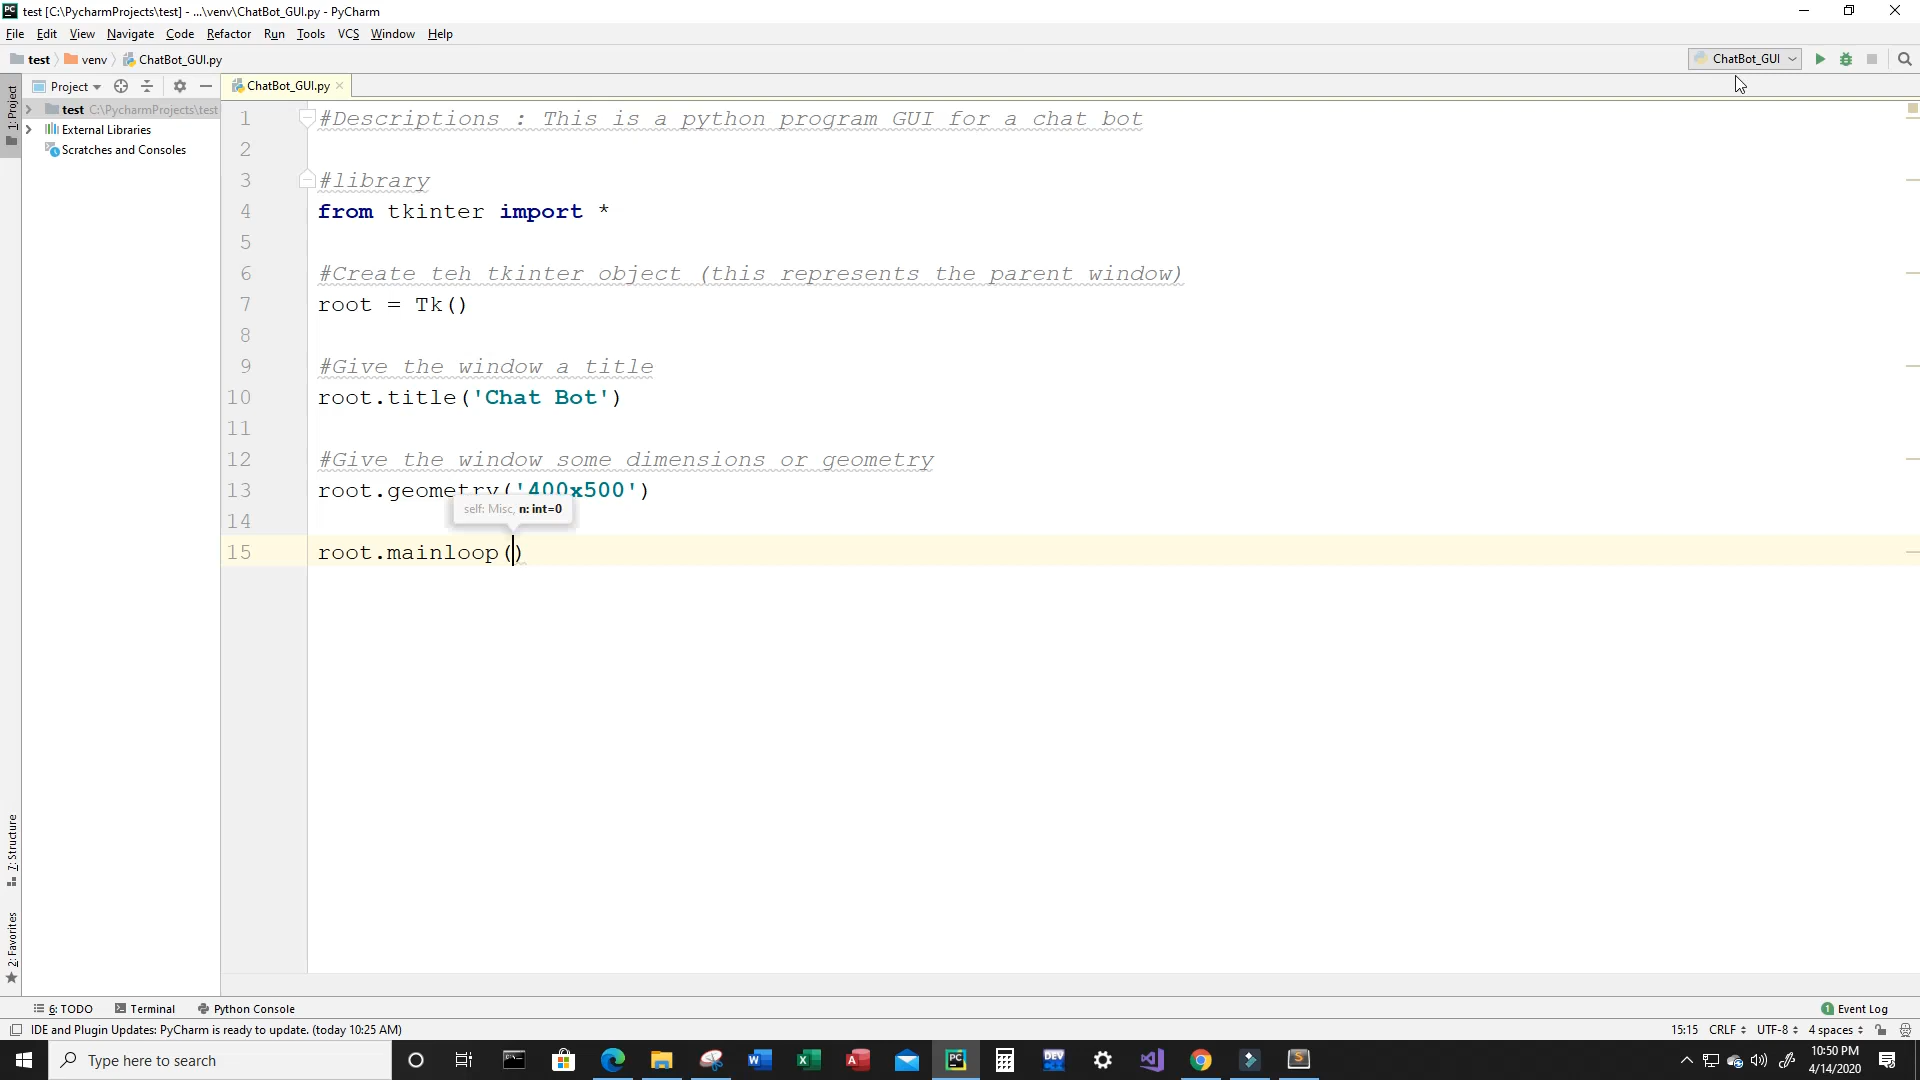 test [C:\PycharmProjects\test] - ...\venv\ChatBot_GUI.py - PyCharm
File Edit View Navigate Code Refactor Run Tools VCS Window Help
test venv ChatBot_GUI.py
ChatBot_GUI
Project
ChatBot_GUI.py
1: Project
test C:\PycharmProjects\test
External Libraries
Scratches and Consoles
1 #Descriptions : This is a python program GUI for a chat bot
2
3 #library
4 from tkinter import *
5
6 #Create teh tkinter object (this represents the parent window)
7 root = Tk()
8
9 #Give the window a title
10 root.title('Chat Bot')
11
12 #Give the window some dimensions or geometry
13 root.geometry('400x500')
self: Misc, n: int=0
14
15 root.mainloop()
7: Structure
2: Favorites
6: TODO Terminal Python Console
1 Event Log
IDE and Plugin Updates: PyCharm is ready to update. (today 10:25 AM)
15:15 CRLF UTF-8 4 spaces
Type here to search
10:50 PM
4/14/2020